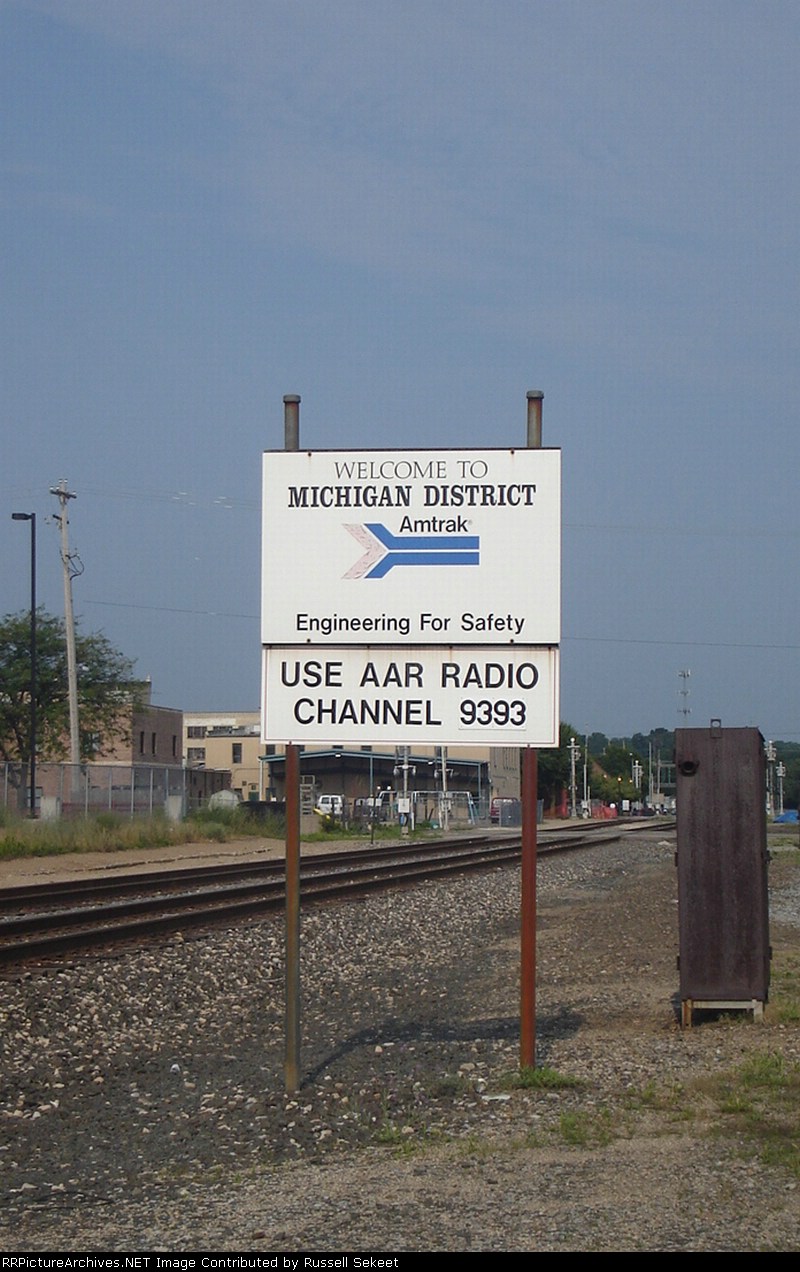 WELCOME TO
MICHIGAN DISTRICT
Amtrak®
Engineering For Safety
USE AAR RADIO
CHANNEL 9393
RRPictureArchives.NET Image Contributed by Russell Sekeet